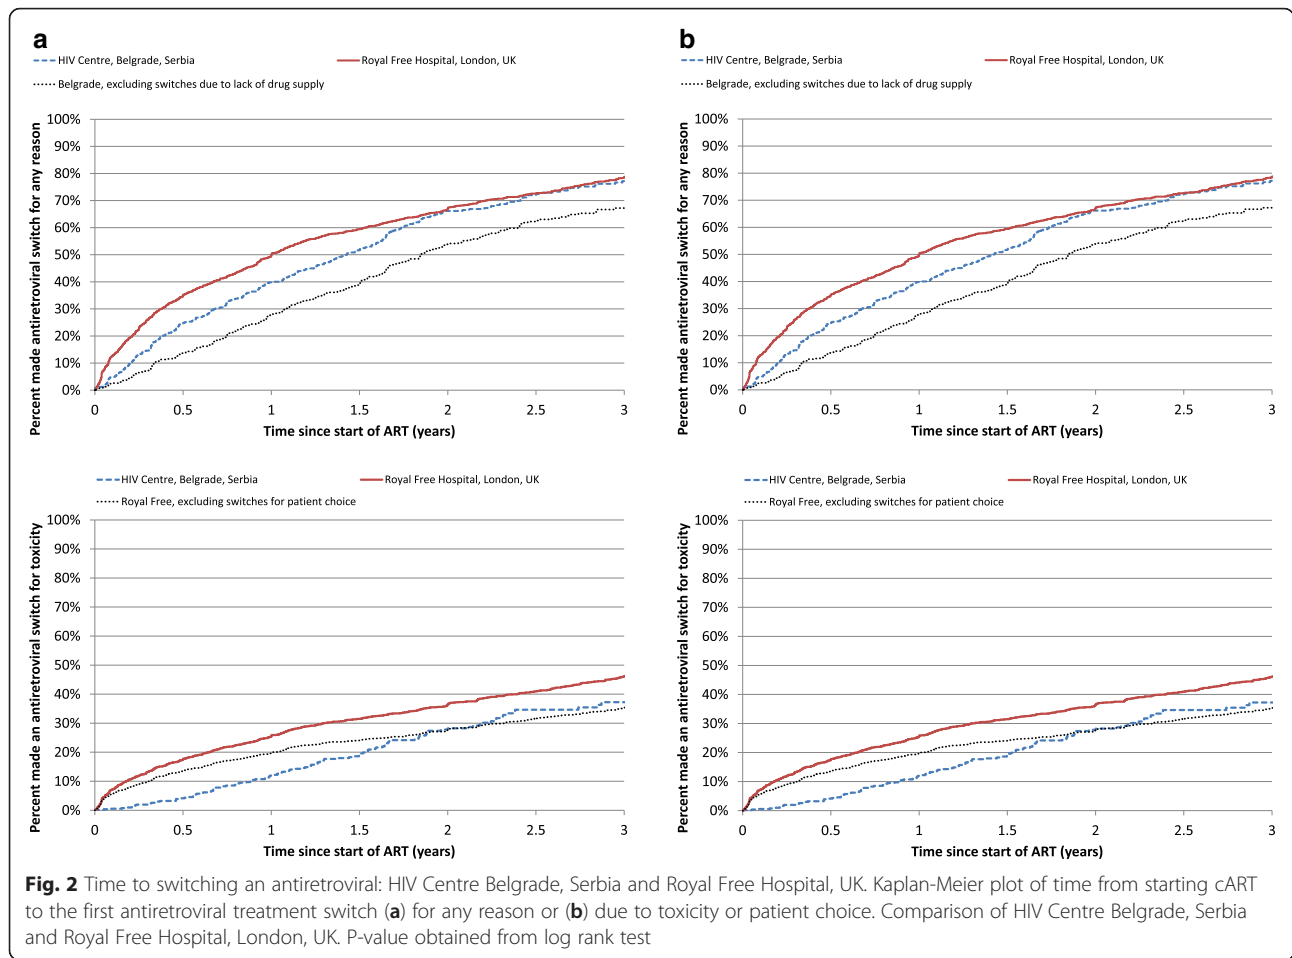 a
HIV Centre, Belgrade, Serbia
Royal Free Hospital, London, UK
Belgrade, excluding switches due to lack of drug supply
Percent made antiretroviral switch for any reason
100%
90%
80%
70%
60%
50%
40%
30%
20%
10%
0%
0 0.5 1 1.5 2 2.5 3
Time since start of ART (years)
HIV Centre, Belgrade, Serbia
Royal Free Hospital, London, UK
Royal Free, excluding switches for patient choice
Percent made an antiretroviral switch for toxicity
100%
90%
80%
70%
60%
50%
40%
30%
20%
10%
0%
0 0.5 1 1.5 2 2.5 3
Time since start of ART (years)
b
HIV Centre, Belgrade, Serbia
Royal Free Hospital, London, UK
Belgrade, excluding switches due to lack of drug supply
Percent made antiretroviral switch for any reason
100%
90%
80%
70%
60%
50%
40%
30%
20%
10%
0%
0 0.5 1 1.5 2 2.5 3
Time since start of ART (years)
HIV Centre, Belgrade, Serbia
Royal Free Hospital, London, UK
Royal Free, excluding switches for patient choice
Percent made an antiretroviral switch for toxicity
100%
90%
80%
70%
60%
50%
40%
30%
20%
10%
0%
0 0.5 1 1.5 2 2.5 3
Time since start of ART (years)
Fig. 2 Time to switching an antiretroviral: HIV Centre Belgrade, Serbia and Royal Free Hospital, UK. Kaplan-Meier plot of time from starting cART
to the first antiretroviral treatment switch (a) for any reason or (b) due to toxicity or patient choice. Comparison of HIV Centre Belgrade, Serbia
and Royal Free Hospital, London, UK. P-value obtained from log rank test